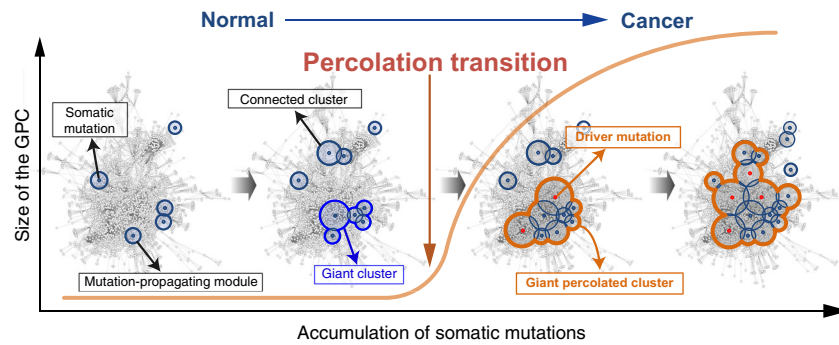 Normal
Cancer
Percolation transition
Size of the GPC
Somatic
mutation
Connected cluster
Driver mutation
Mutation-propagating module
Giant cluster
Giant percolated cluster
Accumulation of somatic mutations